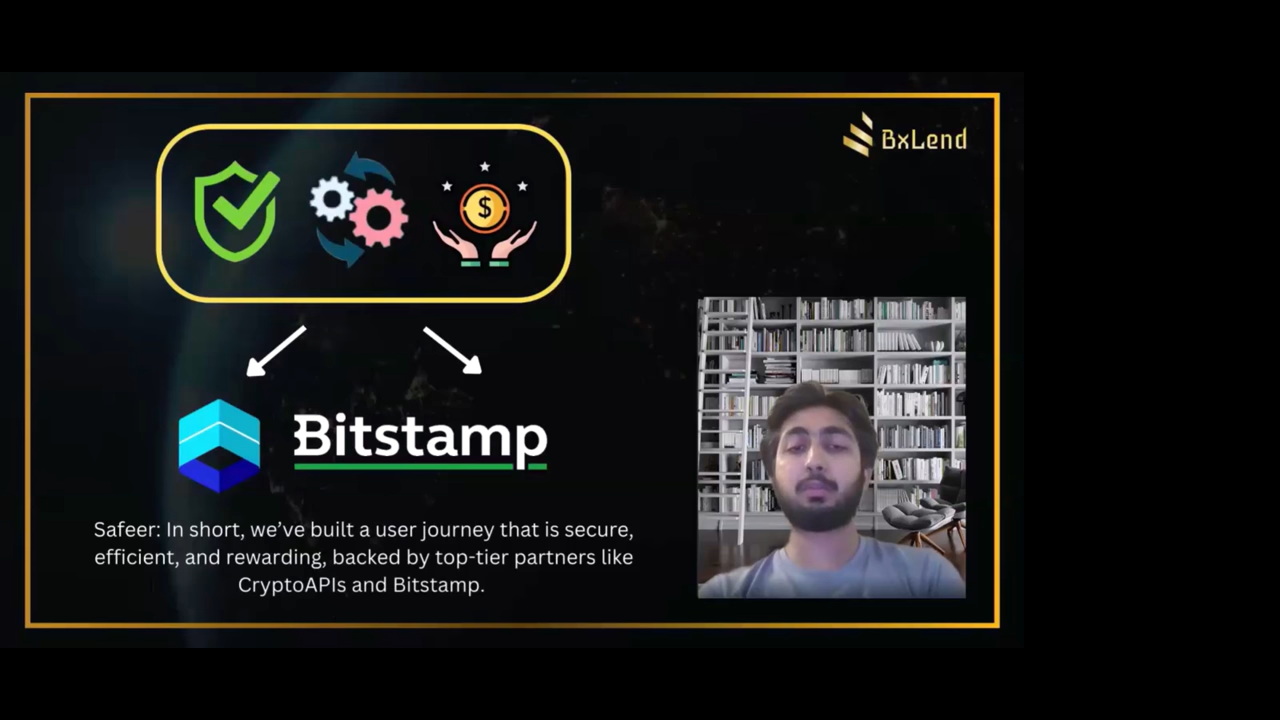 BxLend
$
Bitstamp
Safeer: In short, we’ve built a user journey that is secure,
efficient, and rewarding, backed by top-tier partners like
CryptoAPIs and Bitstamp.